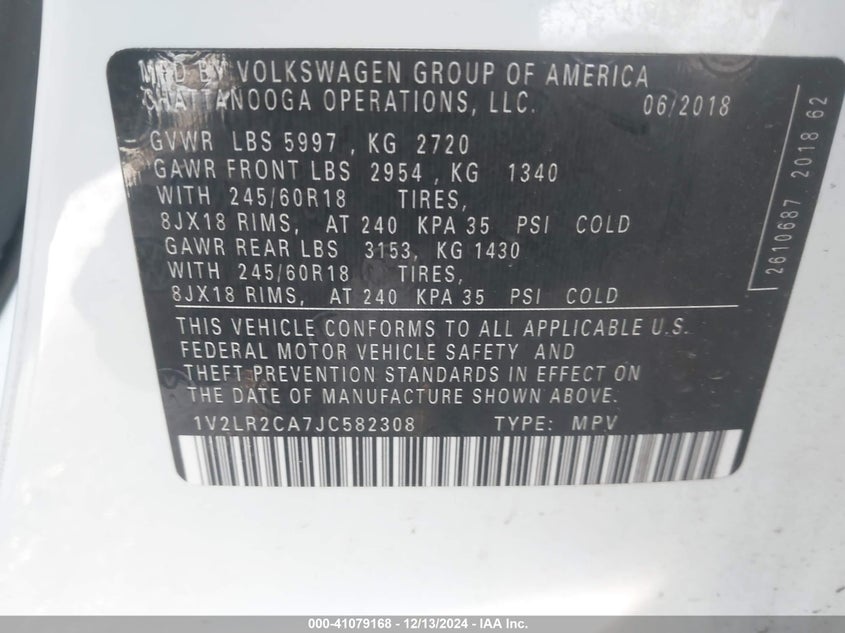 MFD BY VOLKSWAGEN GROUP OF AMERICA
CHATTANOOGA OPERATIONS, LLC. 06/2018
GVWR LBS 5997 , KG 2720
GAWR FRONT LBS 2954 , KG 1340
WITH 245/60R18 TIRES,
8JX18 RIMS, AT 240 KPA 35 PSI COLD
GAWR REAR LBS 3153, KG 1430
WITH 245/60R18 TIRES,
8JX18 RIMS, AT 240 KPA 35 PSI COLD
THIS VEHICLE CONFORMS TO ALL APPLICABLE U.S.
FEDERAL MOTOR VEHICLE SAFETY AND
THEFT PREVENTION STANDARDS IN EFFECT ON
THE DATE OF MANUFACTURE SHOWN ABOVE.
1V2LR2CA7JC582308 TYPE: MPV
2610687 2018 62
000-41079168 - 12/13/2024 - IAA Inc.